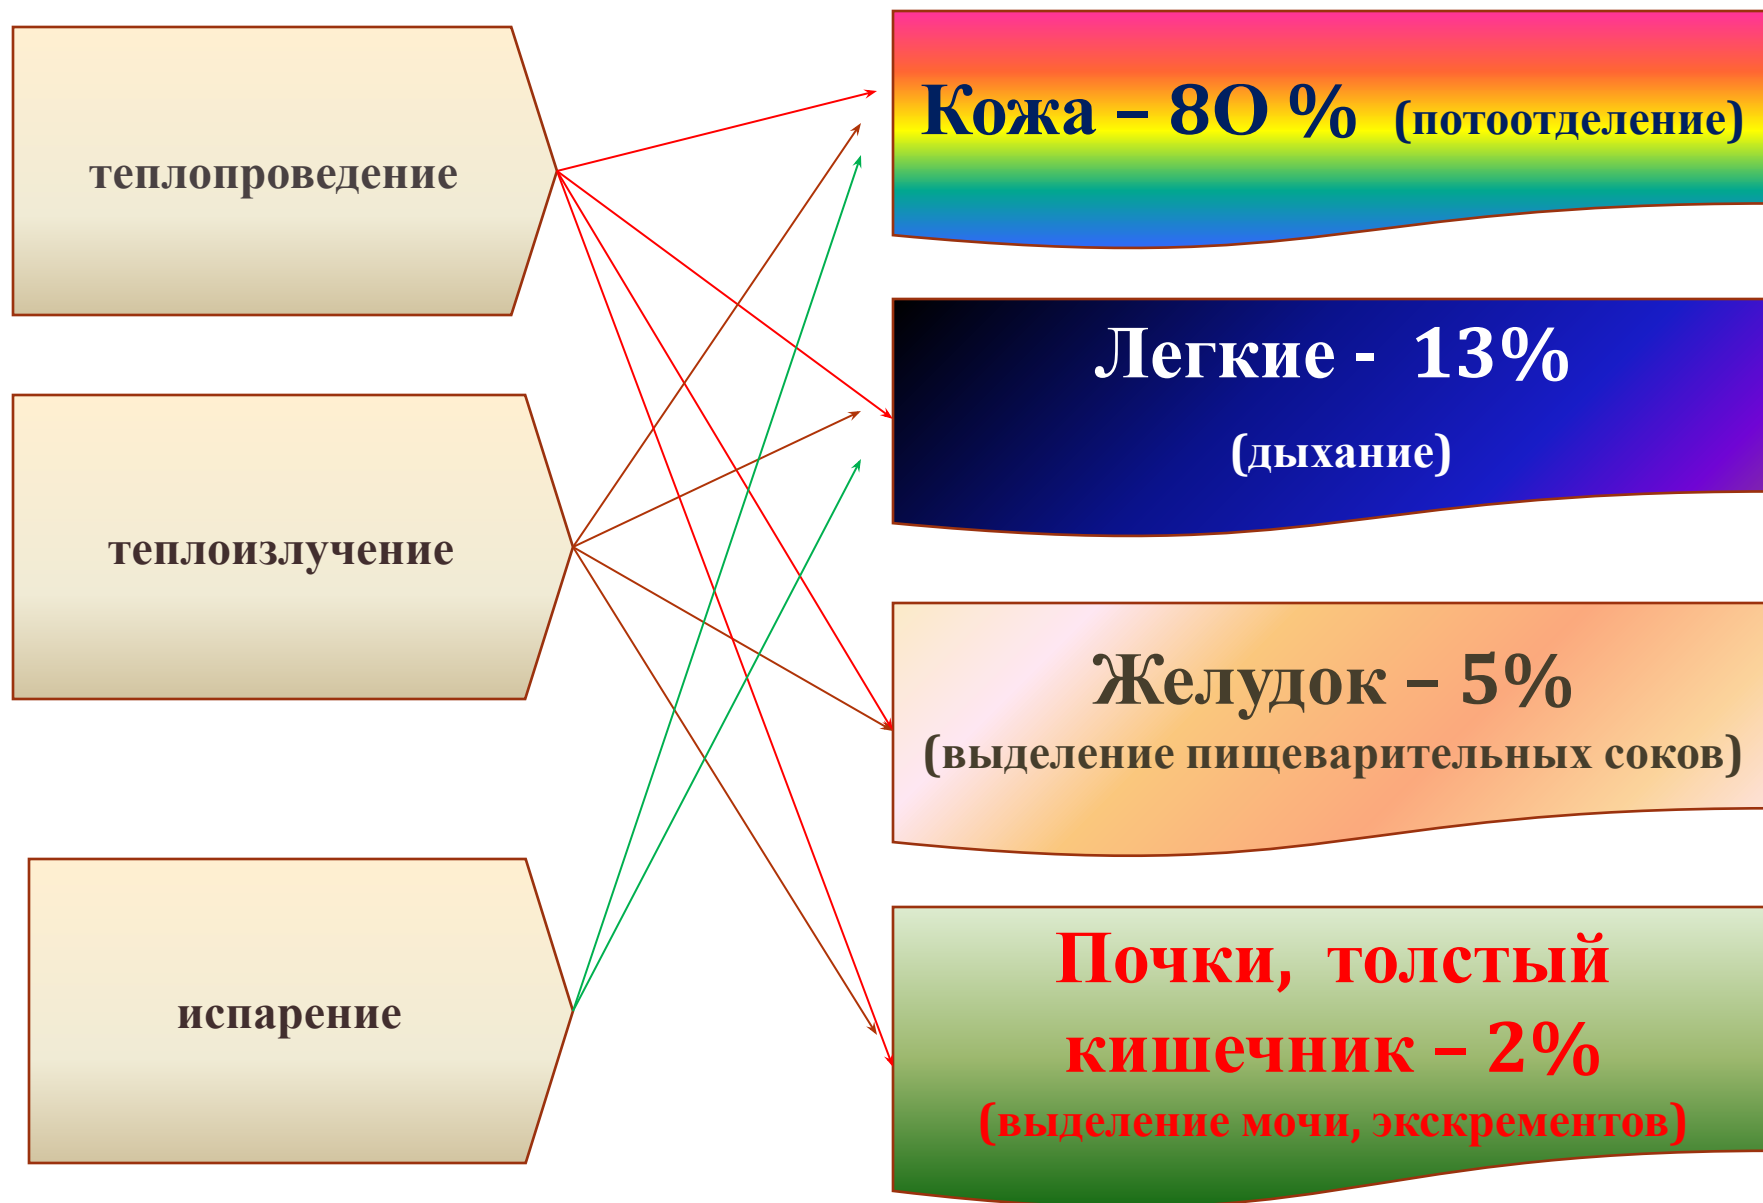 теплопроведение
теплоизлучение
испарение
Кожа – 8О % (потоотделение)
Легкие - 13%
(дыхание)
Желудок – 5%
(выделение пищеварительных соков)
Почки, толстый
кишечник – 2%
(выделение мочи, экскрементов)